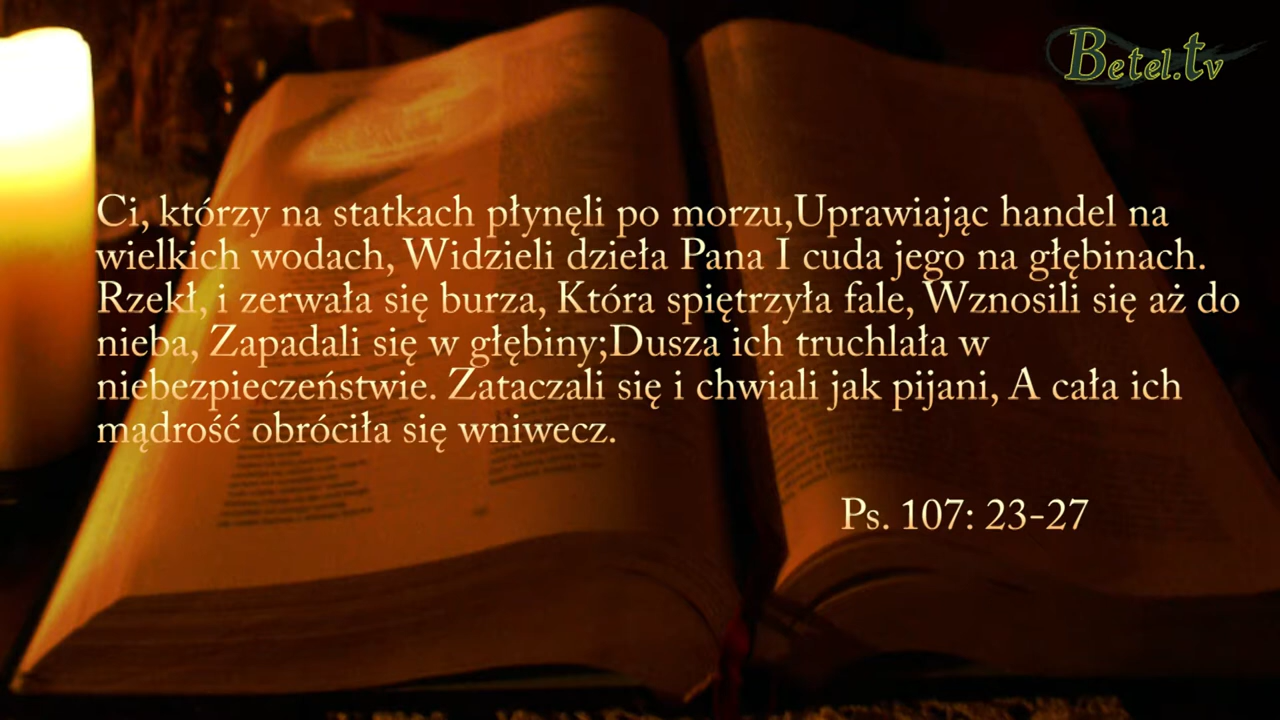 Betel.tv
Ci, którzy na statkach płynęli po morzu,Uprawiając handel na
wielkich wodach, Widzieli dzieła Pana I cuda jego na głębinach.
Rzekł, i zerwała się burza, Która spiętrzyła fale, Wznosili się aż do
nieba, Zapadali się w głębiny;Dusza ich truchlała w
niebezpieczeństwie. Zataczali się i chwiali jak pijani, A cała ich
mądrość obróciła się wniwecz.
Ps. 107: 23-27